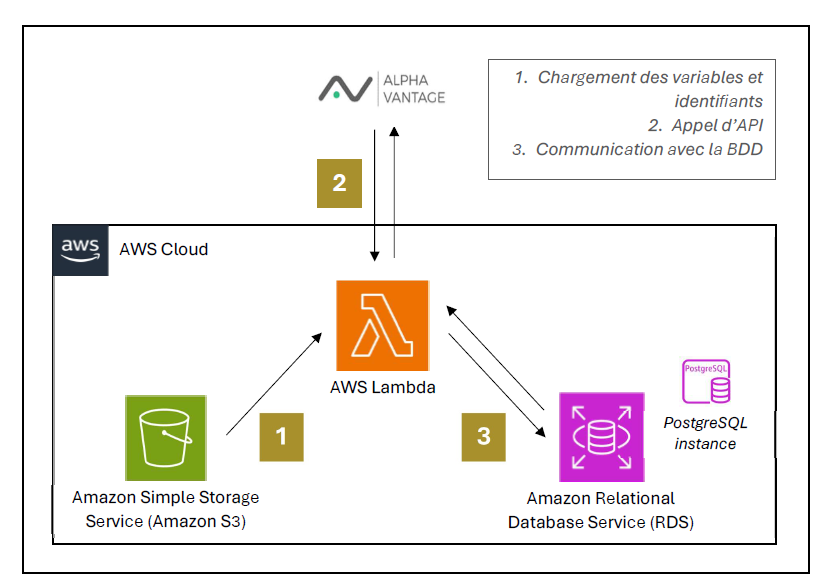 ALPHA
VANTAGE
1. Chargement des variables et
identifiants
2. Appel d'API
3. Communication avec la BDD
2
aws
AWS Cloud
AWS Lambda
PostgreSQL
PostgreSQL
instance
1
3
Amazon Simple Storage
Service (Amazon S3)
Amazon Relational
Database Service (RDS)